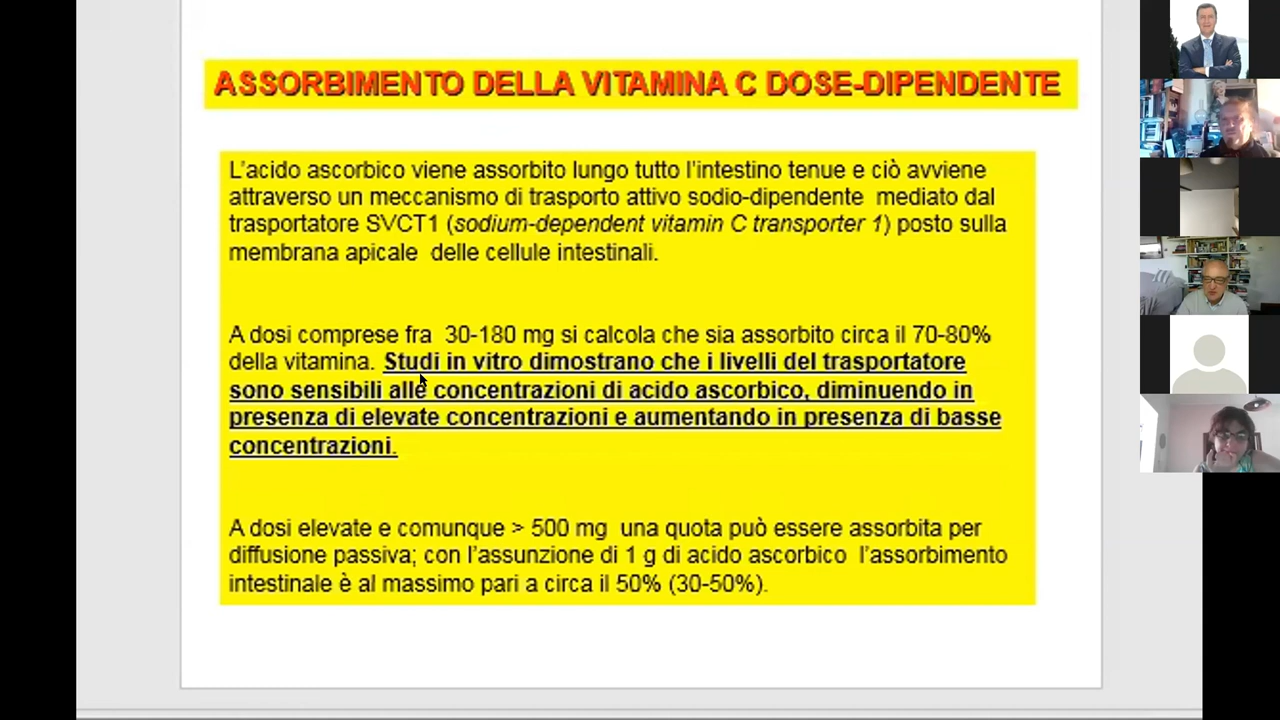 ASSORBIMENTO DELLA VITAMINA C DOSE-DIPENDENTE
L'acido ascorbico viene assorbito lungo tutto l'intestino tenue e ciò avviene
attraverso un meccanismo di trasporto attivo sodio-dipendente mediato dal
trasportatore SVCT1 (sodium-dependent vitamin C transporter 1) posto sulla
membrana apicale delle cellule intestinali.
A dosi comprese fra 30-180 mg si calcola che sia assorbito circa il 70-80%
della vitamina. Studi in vitro dimostrano che i livelli del trasportatore
sono sensibili alle concentrazioni di acido ascorbico, diminuendo in
presenza di elevate concentrazioni e aumentando in presenza di basse
concentrazioni.
A dosi elevate e comunque > 500 mg una quota può essere assorbita per
diffusione passiva; con l'assunzione di 1 g di acido ascorbico l'assorbimento
intestinale è al massimo pari a circa il 50% (30-50%).